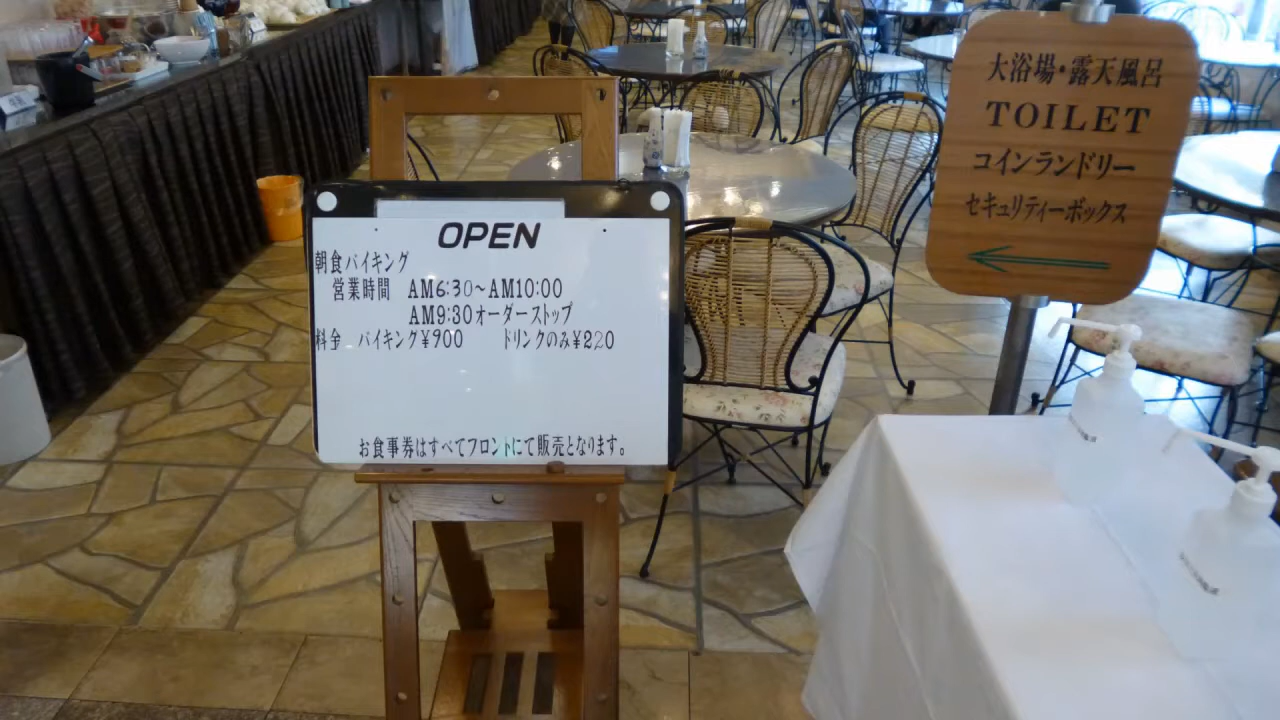 OPEN
朝食バイキング
営業時間 AM6:30～AM10:00
AM9:30オーダーストップ
料金 バイキング¥900 ドリンクのみ¥220
お食事券はすべてフロントにて販売となります。
大浴場・露天風呂
TOILET
コインランドリー
セキュリティーボックス